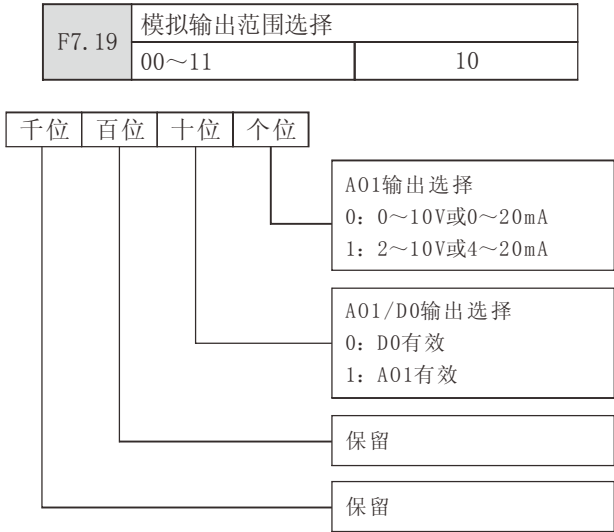 F7.19
模拟输出范围选择
00～11 10
千位 百位 十位 个位
A01输出选择
0: 0～10V或0～20mA
1: 2～10V或4～20mA
A01/D0输出选择
0: D0有效
1: A01有效
保留
保留